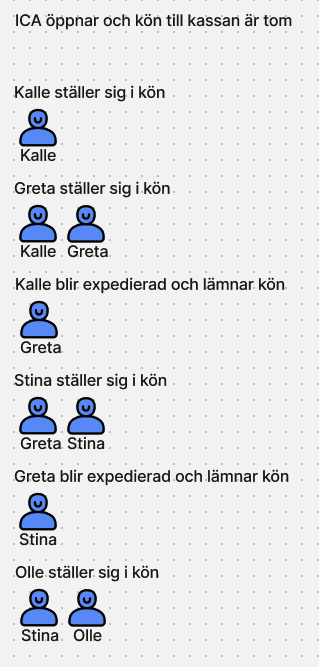 ICA öppnar och kön till kassan är tom
Kalle ställer sig i kön
Kalle
Greta ställer sig i kön
Kalle Greta
Kalle blir expedierad och lämnar kön
Greta
Stina ställer sig i kön
Greta Stina
Greta blir expedierad och lämnar kön
Stina
Olle ställer sig i kön
Stina Olle